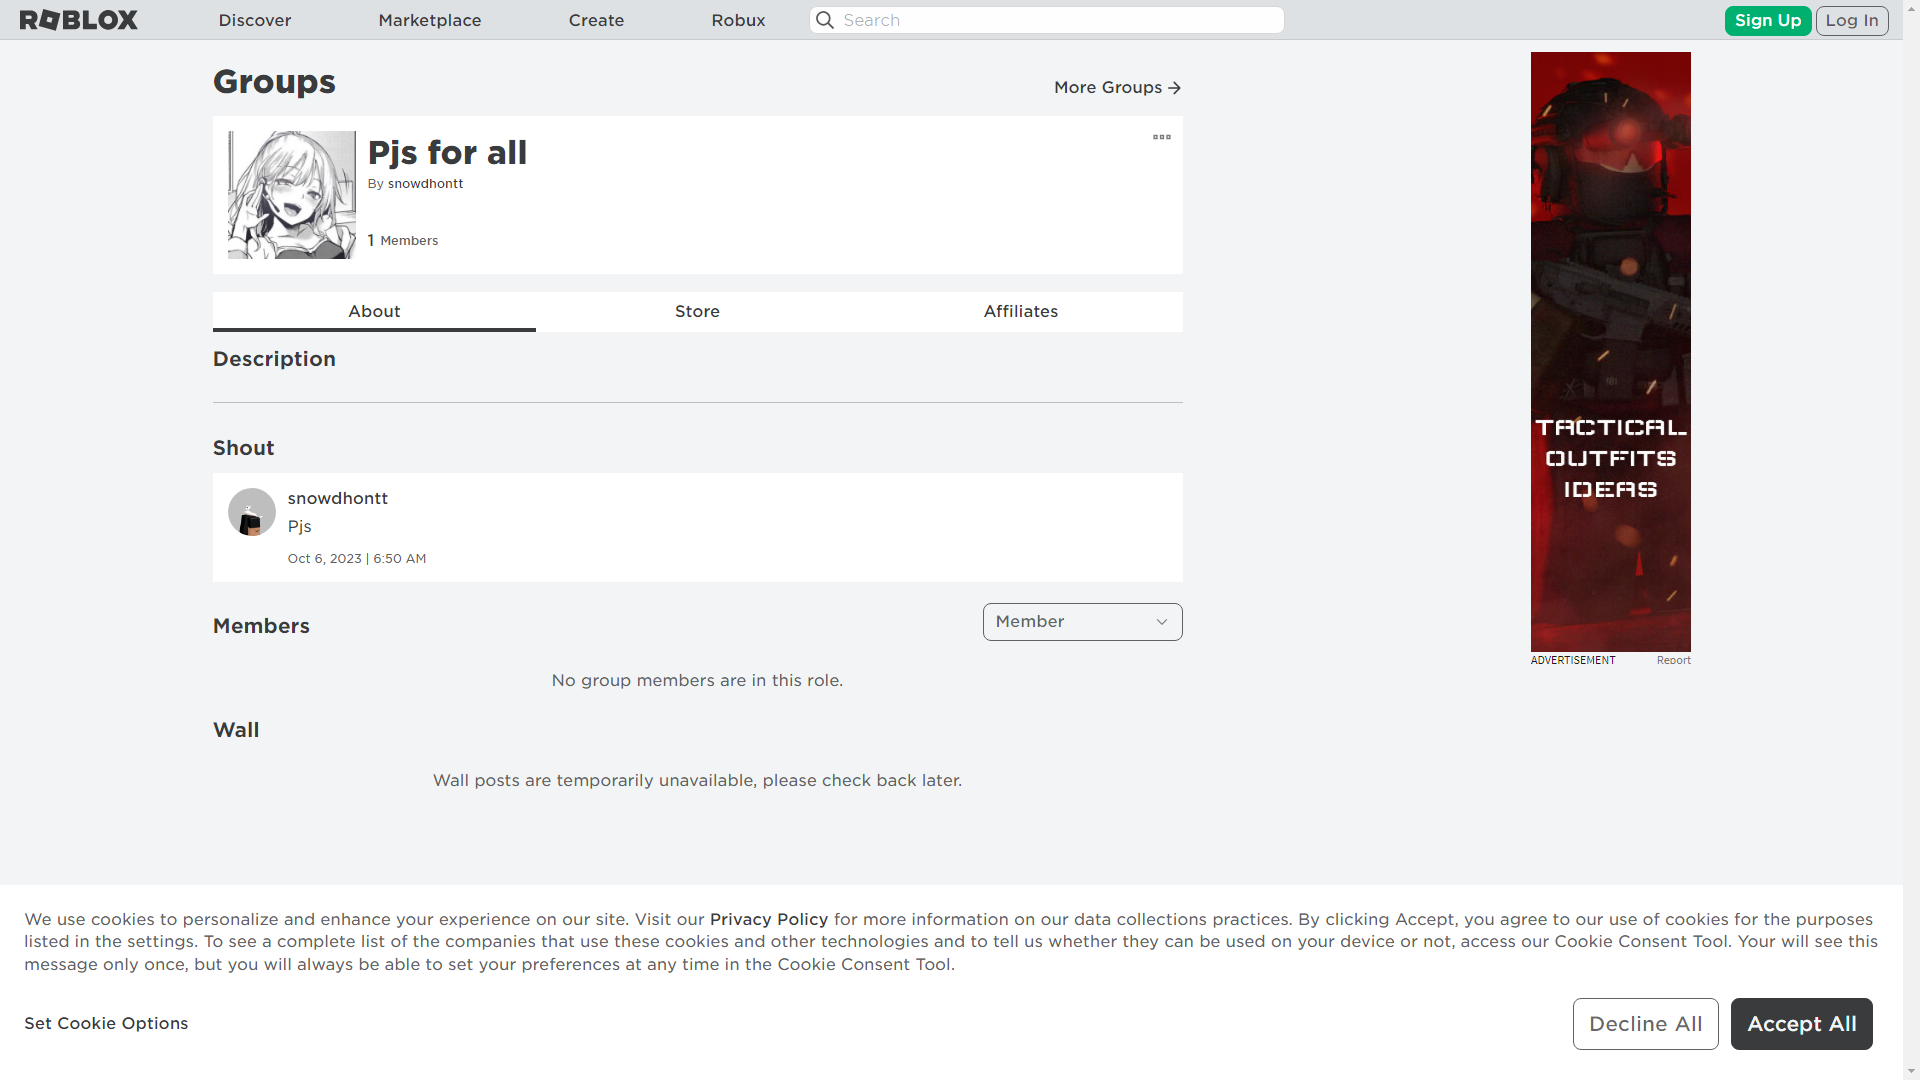 ROBLOX
Discover
Marketplace
Create
Robux
Search
Sign Up
Log In
Groups
More Groups
Pjs for all
By snowdhontt
1 Members
About
Store
Affiliates
Description
Shout
snowdhontt
Pjs
Oct 6, 2023 | 6:50 AM
Members
Member
No group members are in this role.
Wall
Wall posts are temporarily unavailable, please check back later.
TACTICAL
OUTFITS
IDEAS
ADVERTISEMENT
Report
We use cookies to personalize and enhance your experience on our site. Visit our Privacy Policy for more information on our data collections practices. By clicking Accept, you agree to our use of cookies for the purposes
listed in the settings. To see a complete list of the companies that use these cookies and other technologies and to tell us whether they can be used on your device or not, access our Cookie Consent Tool. Your will see this
message only once, but you will always be able to set your preferences at any time in the Cookie Consent Tool.
Set Cookie Options
Decline All
Accept All